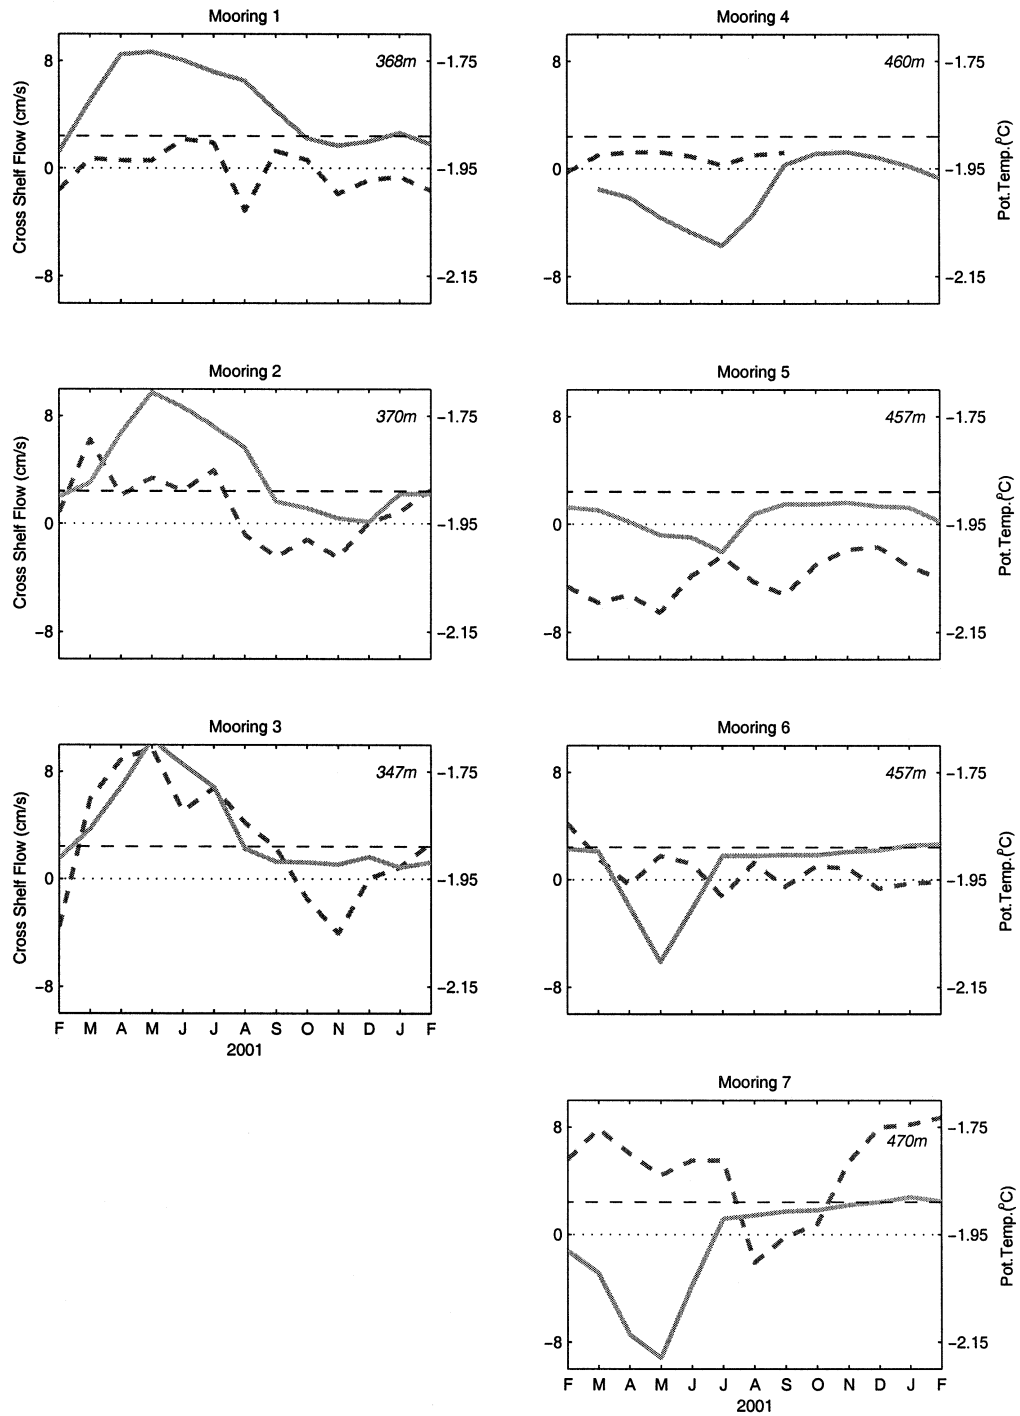 Mooring 1
Mooring 4
8
368m
−1.75
8
460m
−1.75
Cross Shelf Flow (cm/s)
0
−1.95
0
−1.95
Pot.Temp.(°C)
−8
−2.15
−8
−2.15
Mooring 2
Mooring 5
8
370m
−1.75
8
457m
−1.75
Cross Shelf Flow (cm/s)
0
−1.95
0
−1.95
Pot.Temp.(°C)
−8
−2.15
−8
−2.15
Mooring 3
Mooring 6
8
347m
−1.75
8
457m
−1.75
Cross Shelf Flow (cm/s)
0
−1.95
0
−1.95
Pot.Temp.(°C)
−8
−2.15
−8
−2.15
F M A M J J A S O N D J F
2001
Mooring 7
8
470m
−1.75
0
−1.95
Pot.Temp.(°C)
−8
−2.15
F M A M J J A S O N D J F
2001